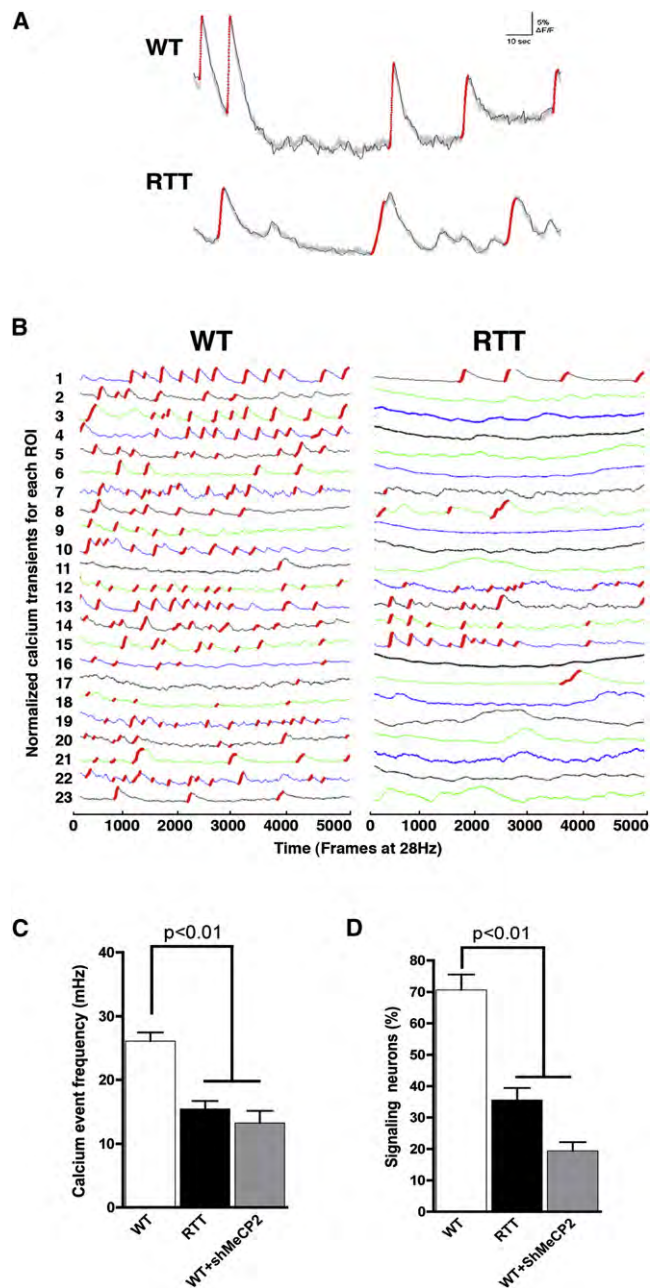 A
WT
5%
ΔF/F
10 sec
RTT
B
WT
RTT
Normalized calcium transients for each ROI
1
2
3
4
5
6
7
8
9
10
11
12
13
14
15
16
17
18
19
20
21
22
23
0 1000 2000 3000 4000 5000
0 1000 2000 3000 4000 5000
Time (Frames at 28Hz)
C
p<0.01
Calcium event frequency (mHz)
40
30
20
10
0
WT
RTT
WT+shMeCP2
D
p<0.01
Signaling neurons (%)
80
70
60
50
40
30
20
10
0
WT
RTT
WT+shMeCP2